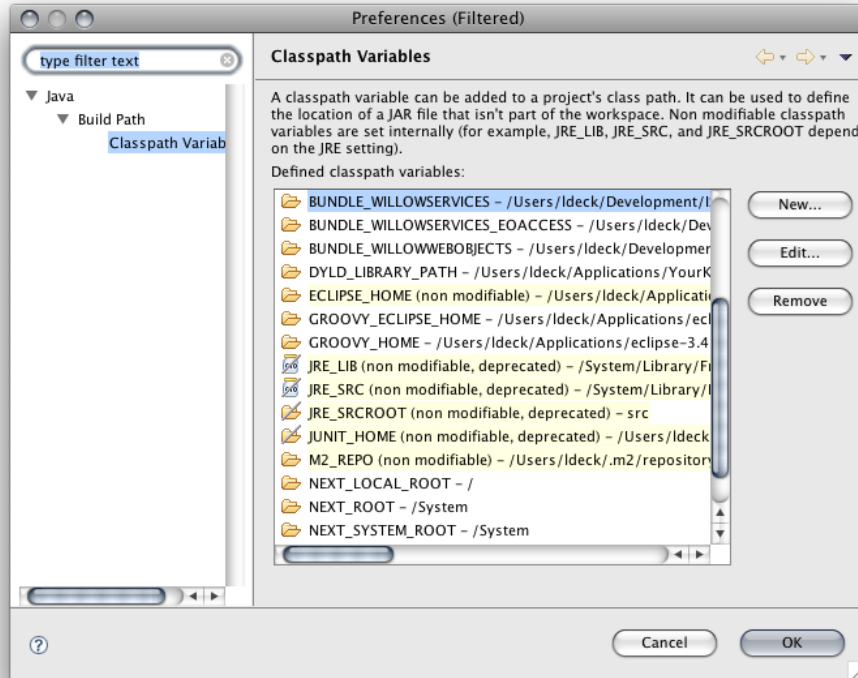 Preferences (Filtered)
type filter text
Java
Build Path
Classpath Variab
Classpath Variables
A classpath variable can be added to a project's class path. It can be used to define
the location of a JAR file that isn't part of the workspace. Non modifiable classpath
variables are set internally (for example, JRE_LIB, JRE_SRC, and JRE_SRCROOT depend
on the JRE setting).
Defined classpath variables:
BUNDLE_WILLOWSERVICES – /Users/ldeck/Development/
BUNDLE_WILLOWSERVICES_EOACCESS – /Users/ldeck/Dev
BUNDLE_WILLOWWEBOBJECTS – /Users/ldeck/Developmer
DYLD_LIBRARY_PATH – /Users/ldeck/Applications/YourK
ECLIPSE_HOME (non modifiable) – /Users/ldeck/Applicati
GROOVY_ECLIPSE_HOME – /Users/ldeck/Applications/ecl
GROOVY_HOME – /Users/ldeck/Applications/eclipse-3.4
JRE_LIB (non modifiable, deprecated) – /System/Library/Fr
JRE_SRC (non modifiable, deprecated) – /System/Library/
JRE_SRCROOT (non modifiable, deprecated) – src
JUNIT_HOME (non modifiable, deprecated) – /Users/ldeck
M2_REPO (non modifiable) – /Users/ldeck/.m2/repository
NEXT_LOCAL_ROOT – /
NEXT_ROOT – /System
NEXT_SYSTEM_ROOT – /System
New...
Edit...
Remove
?
Cancel
OK